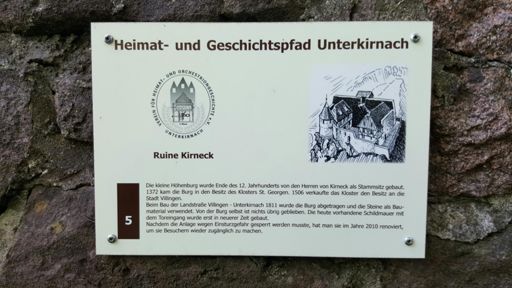 Heimat- und Geschichtspfad Unterkirnach
VEREIN FÜR HEIMAT- UND ORCHESTRIONGESCHICHTE e.V.
UNTERKIRNACH
Ruine Kirneck
Die kleine Höhenburg wurde Ende des 12. Jahrhunderts von den Herren von Kirneck als Stammsitz gebaut.
1372 kam die Burg in den Besitz des Klosters St. Georgen. 1506 verkaufte das Kloster den Besitz an die
Stadt Villingen.
Beim Bau der Landstraße Villingen - Unterkirnach 1811 wurde die Burg abgetragen und die Steine als Bau-
material verwendet. Von der Burg selbst ist nichts übrig geblieben. Die heute vorhandene Schildmauer mit
dem Toreingang wurde erst in neuerer Zeit gebaut.
Nachdem die Anlage wegen Einsturzgefahr gesperrt werden musste, hat man sie im Jahre 2010 renoviert,
um sie Besuchern wieder zugänglich zu machen.
5